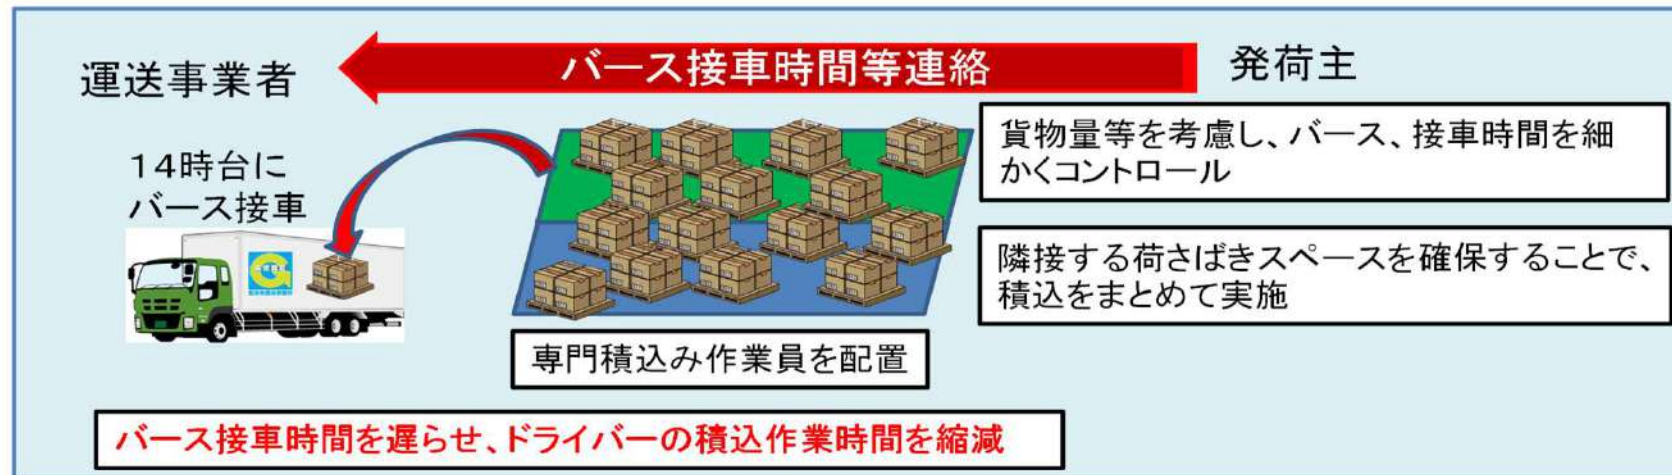 バース接車時間等連絡
運送事業者
発荷主
貨物量等を考慮し、バース、接車時間を細
かくコントロール
14時台に
バース接車
隣接する荷さばきスペースを確保することで、
積込をまとめて実施
専門積込み作業員を配置
バース接車時間を遅らせ、ドライバーの積込作業時間を縮減